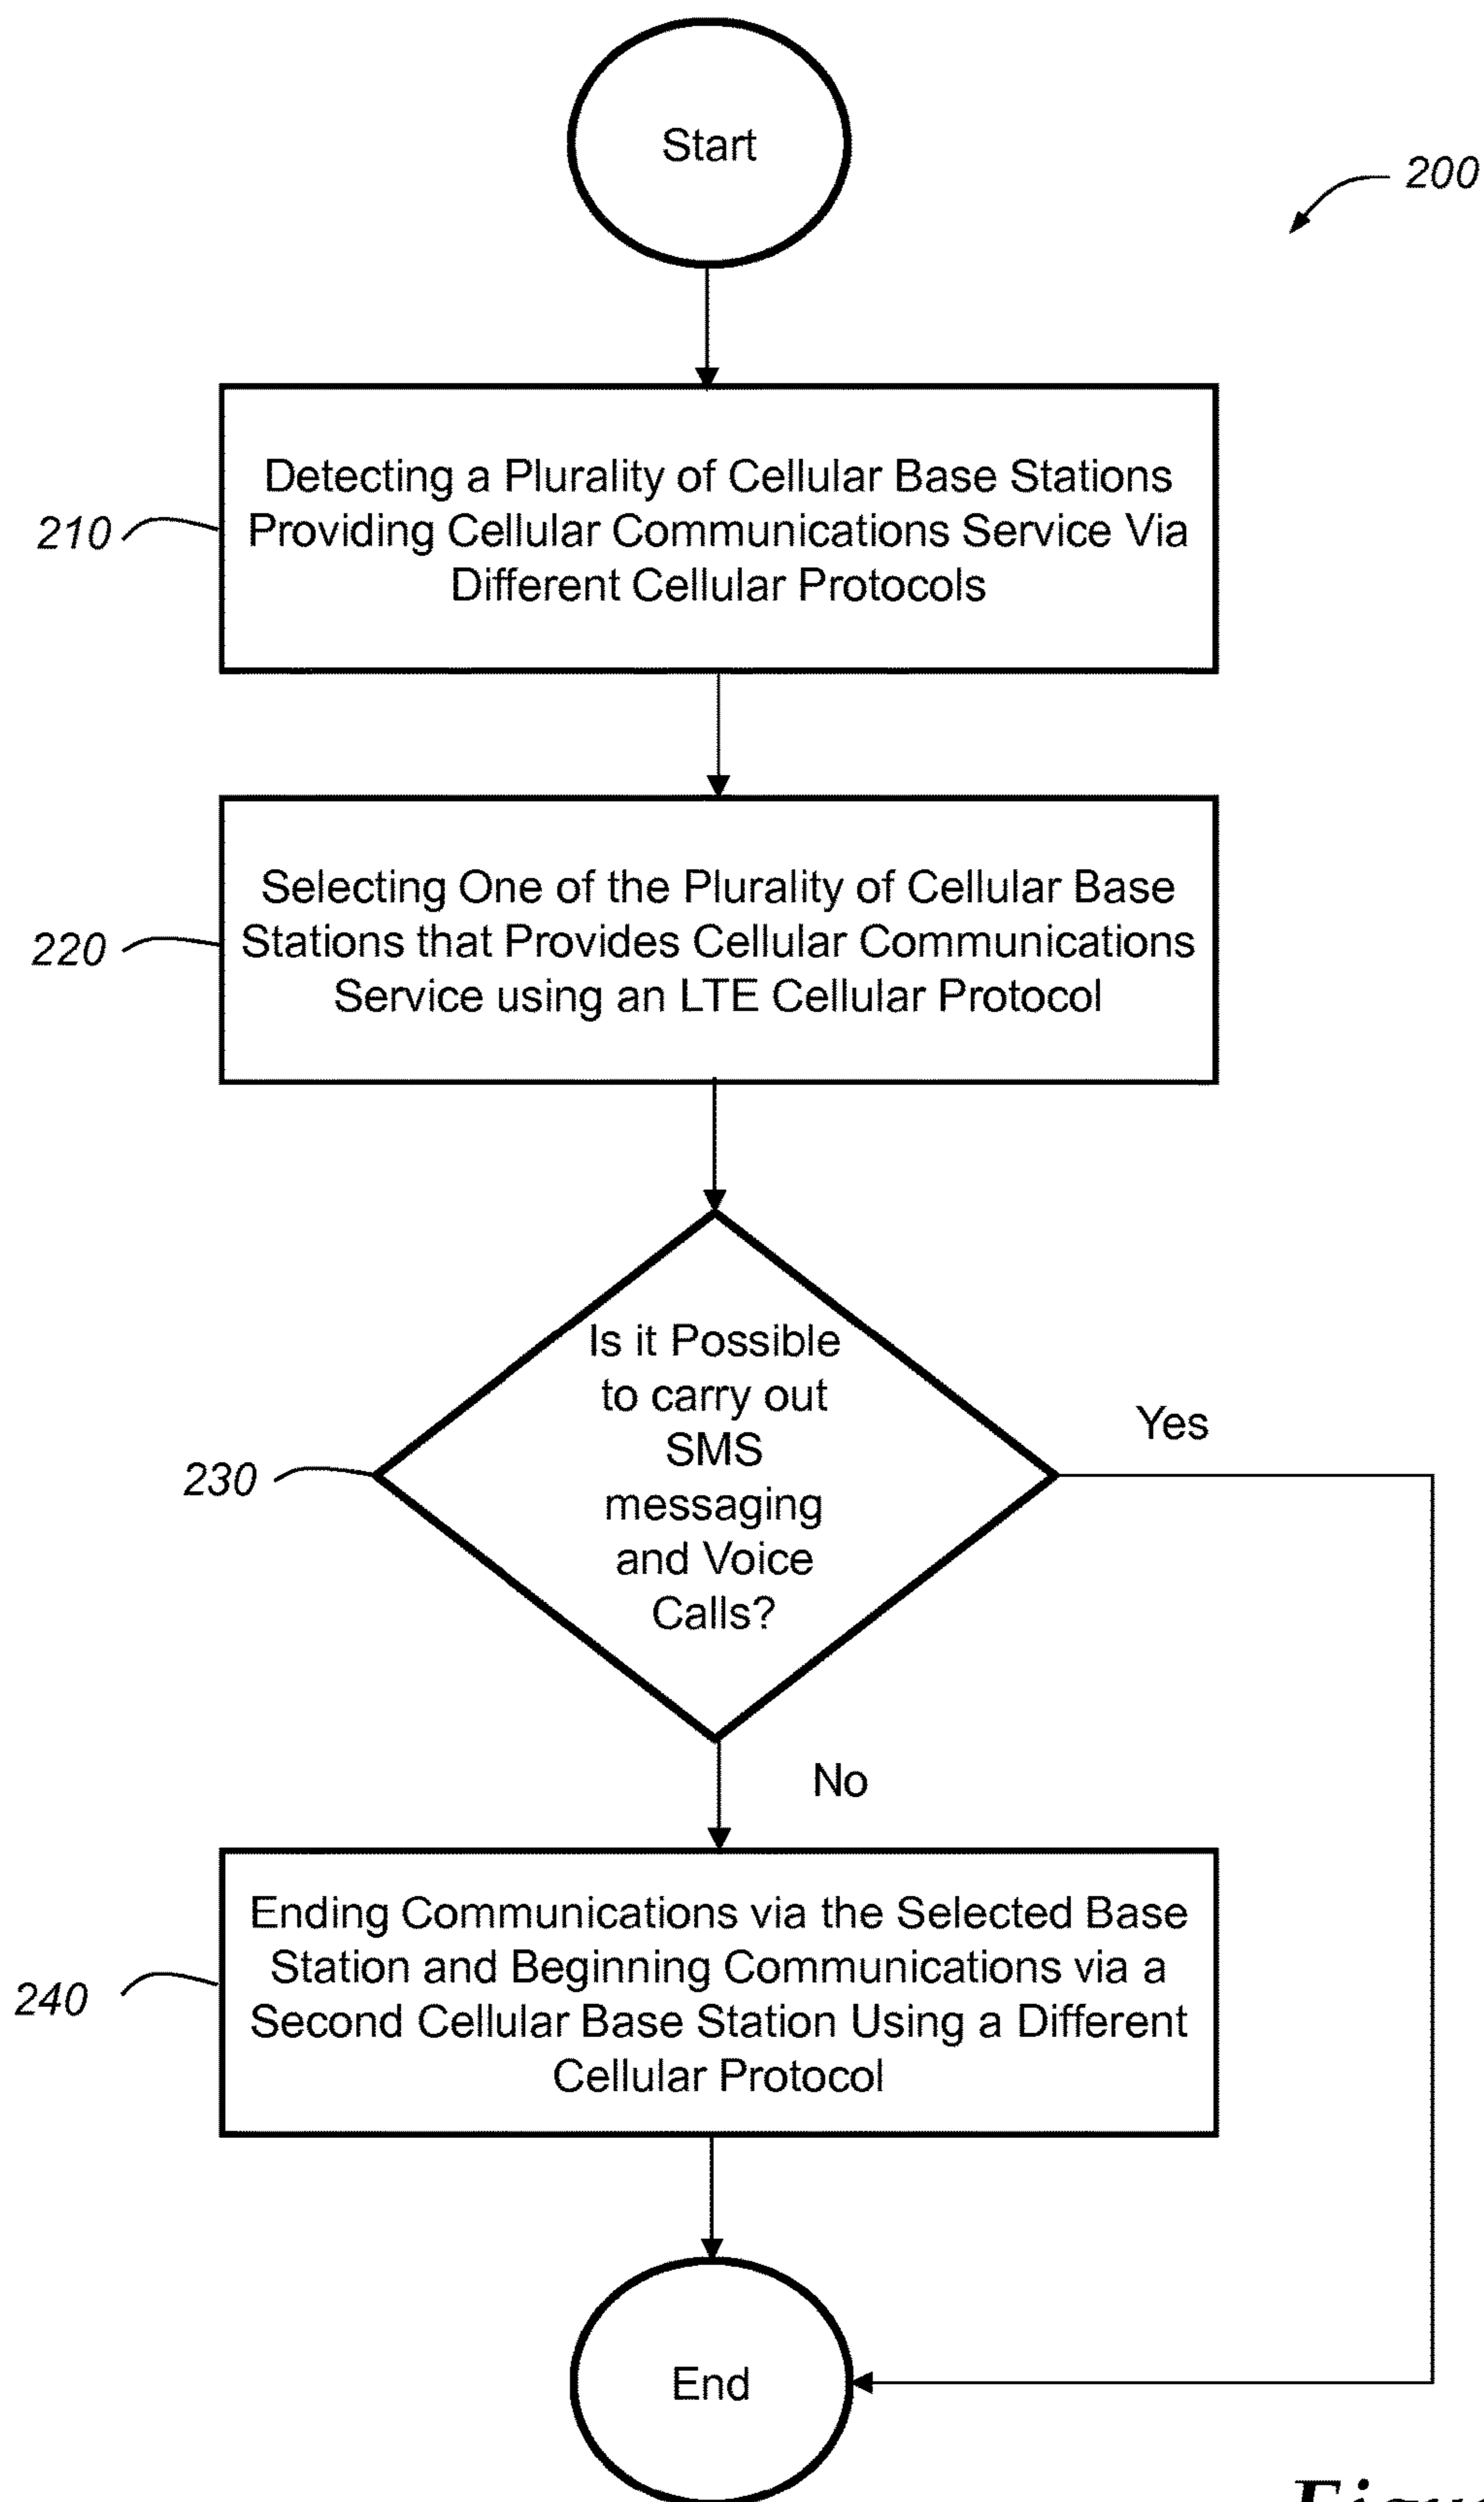 Start
200
Detecting a Plurality of Cellular Base Stations
Providing Cellular Communications Service Via
Different Cellular Protocols
210
Selecting One of the Plurality of Cellular Base
Stations that Provides Cellular Communications
Service using an LTE Cellular Protocol
220
Is it Possible
to carry out
SMS
messaging
and Voice
Calls?
Yes
230
No
Ending Communications via the Selected Base
Station and Beginning Communications via a
Second Cellular Base Station Using a Different
Cellular Protocol
240
End